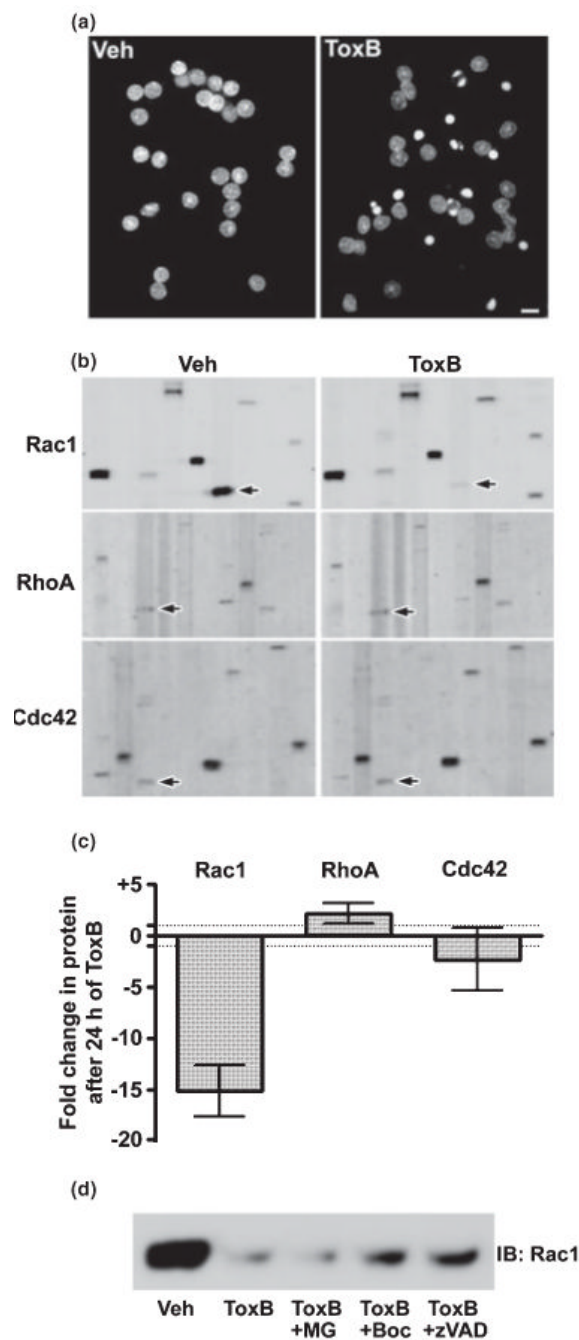 (a)
Veh ToxB
(b)
Veh ToxB
Rac1
RhoA
Cdc42
(c)
Rac1 RhoA Cdc42
Fold change in protein
after 24 h of ToxB
+5
0
-5
-10
-15
-20
(d)
IB: Rac1
Veh ToxB ToxB ToxB ToxB
+MG +Boc +zVAD